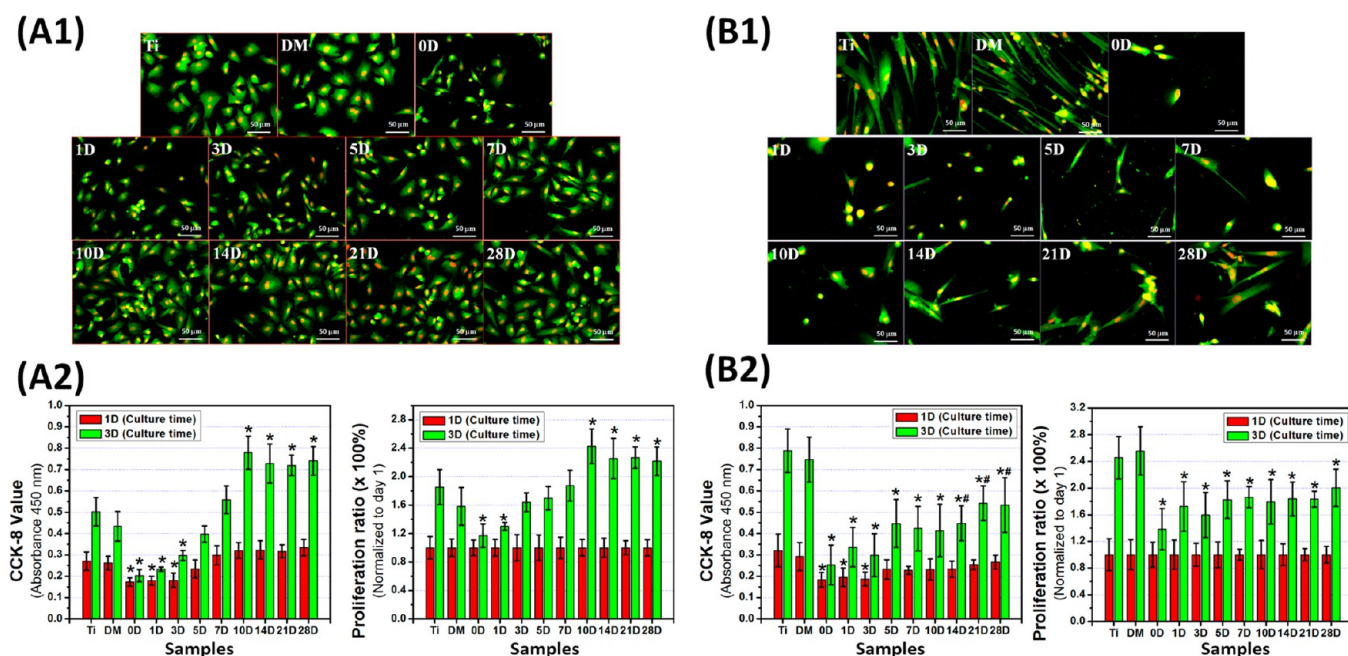 (A1)
Ti
DM
0D
50 μm
50 μm
50 μm
1D
3D
5D
7D
50 μm
50 μm
50 μm
50 μm
10D
14D
21D
28D
50 μm
50 μm
50 μm
50 μm
(B1)
Ti
DM
0D
50 μm
50 μm
50 μm
1D
3D
5D
7D
50 μm
50 μm
50 μm
50 μm
10D
14D
21D
28D
50 μm
50 μm
50 μm
50 μm
(A2)
CCK-8 Value
(Absorbance 450 nm)
1.0
0.9
0.8
0.7
0.6
0.5
0.4
0.3
0.2
0.1
0.0
1D (Culture time)
3D (Culture time)
* * * * * * * * * *
Ti DM 0D 1D 3D 5D 7D 10D 14D 21D 28D
Samples
Proliferation ratio (x 100%)
(Normalized to day 1)
2.8
2.4
2.0
1.6
1.2
0.8
0.4
0.0
1D (Culture time)
3D (Culture time)
* * * * * *
Ti DM 0D 1D 3D 5D 7D 10D 14D 21D 28D
Samples
(B2)
CCK-8 Value
(Absorbance 450 nm)
1.0
0.9
0.8
0.7
0.6
0.5
0.4
0.3
0.2
0.1
0.0
1D (Culture time)
3D (Culture time)
* * * * * * * * * *# *# *#
Ti DM 0D 1D 3D 5D 7D 10D 14D 21D 28D
Samples
Proliferation ratio (x 100%)
(Normalized to day 1)
3.2
2.8
2.4
2.0
1.6
1.2
0.8
0.4
0.0
1D (Culture time)
3D (Culture time)
* * * * * * * * *
Ti DM 0D 1D 3D 5D 7D 10D 14D 21D 28D
Samples